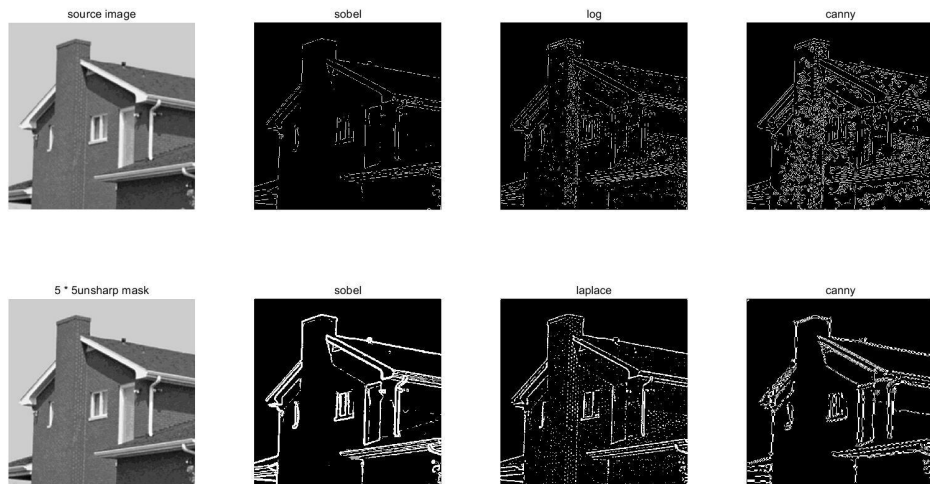 source image
sobel
log
canny
5 * 5unsharp mask
sobel
laplace
canny